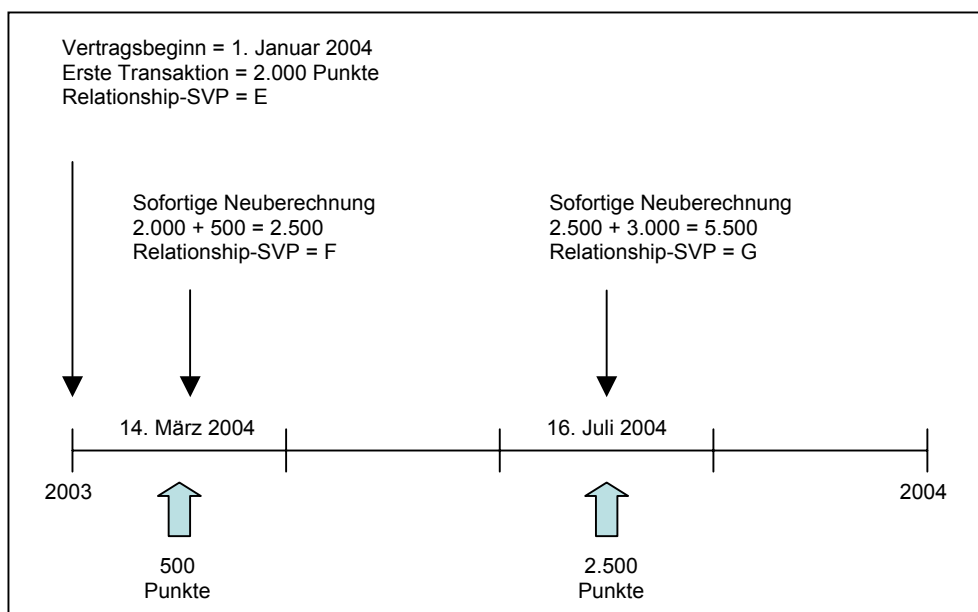 Vertragsbeginn = 1. Januar 2004
Erste Transaktion = 2.000 Punkte
Relationship-SVP = E
Sofortige Neuberechnung
2.000 + 500 = 2.500
Relationship-SVP = F
Sofortige Neuberechnung
2.500 + 3.000 = 5.500
Relationship-SVP = G
14. März 2004
16. Juli 2004
2003
2004
500
Punkte
2.500
Punkte